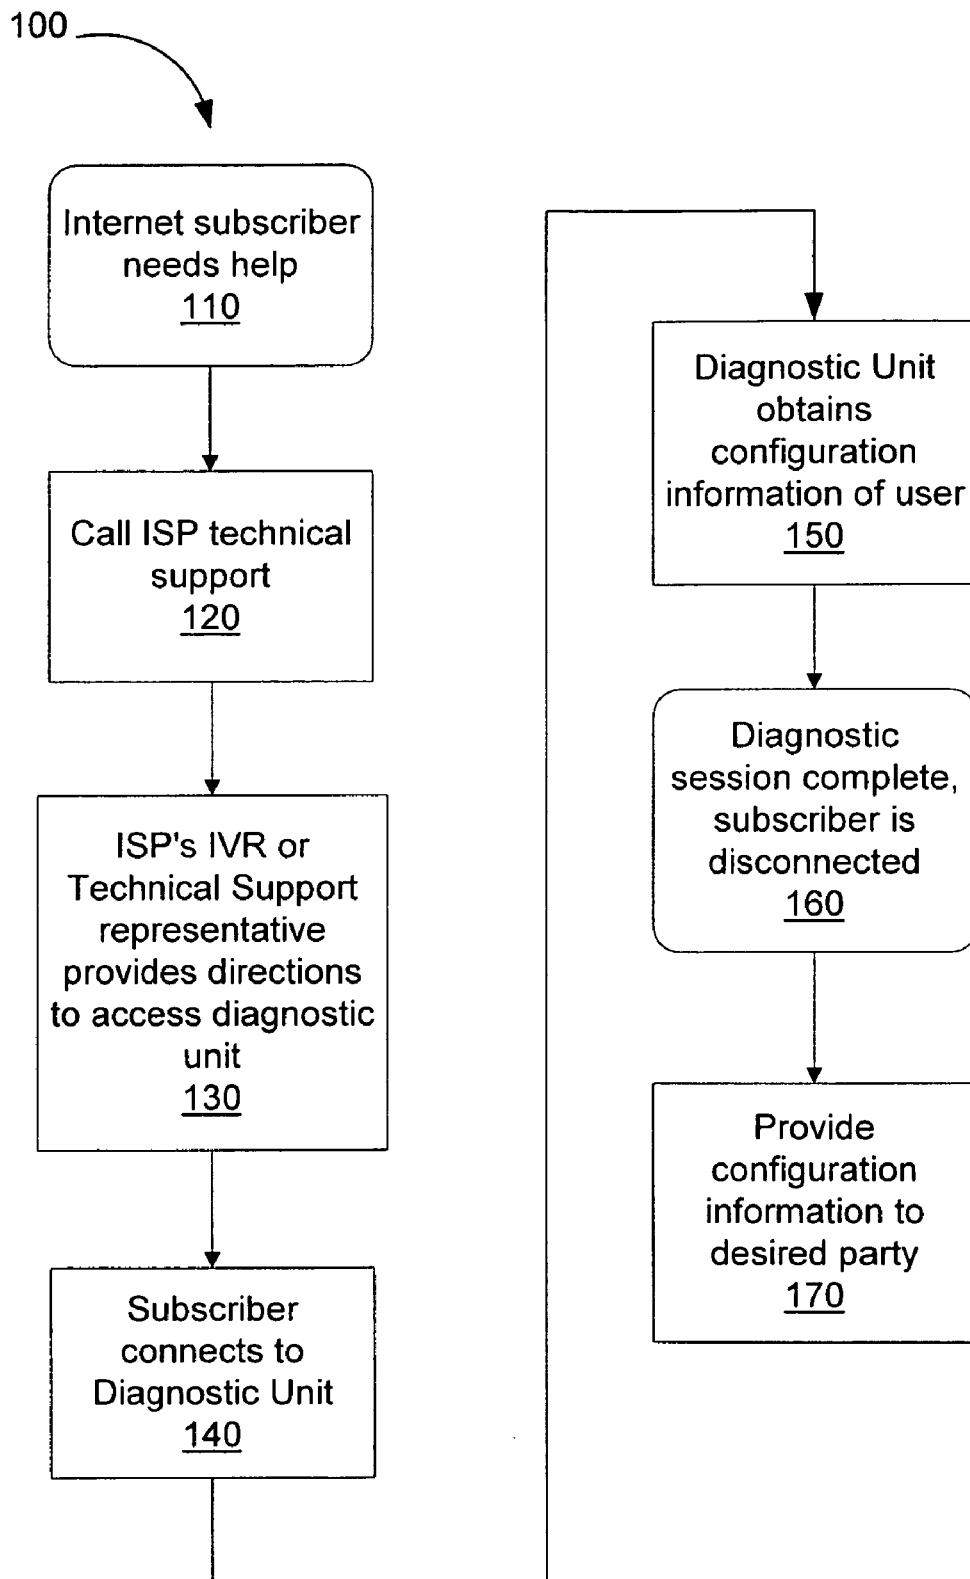 100
Internet subscriber
needs help
110
Call ISP technical
support
120
ISP's IVR or
Technical Support
representative
provides directions
to access diagnostic
unit
130
Subscriber
connects to
Diagnostic Unit
140
Diagnostic Unit
obtains
configuration
information of user
150
Diagnostic
session complete,
subscriber is
disconnected
160
Provide
configuration
information to
desired party
170